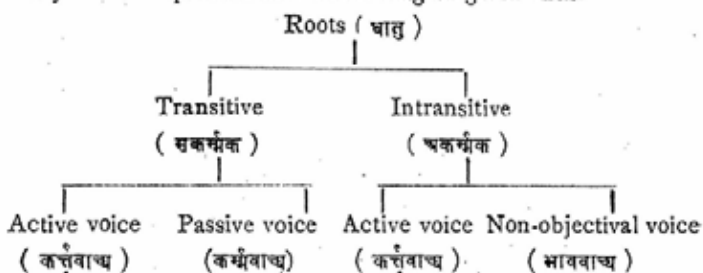 Roots ( धातु )
Transitive Intransitive
( सकर्म्मक ) ( अकर्म्मक )
Active voice Passive voice Active voice Non-objectival voice
( कर्त्तृवाच्य ) (कर्म्मवाच्य) ( कर्त्तृवाच्य ) ( भाववाच्य )